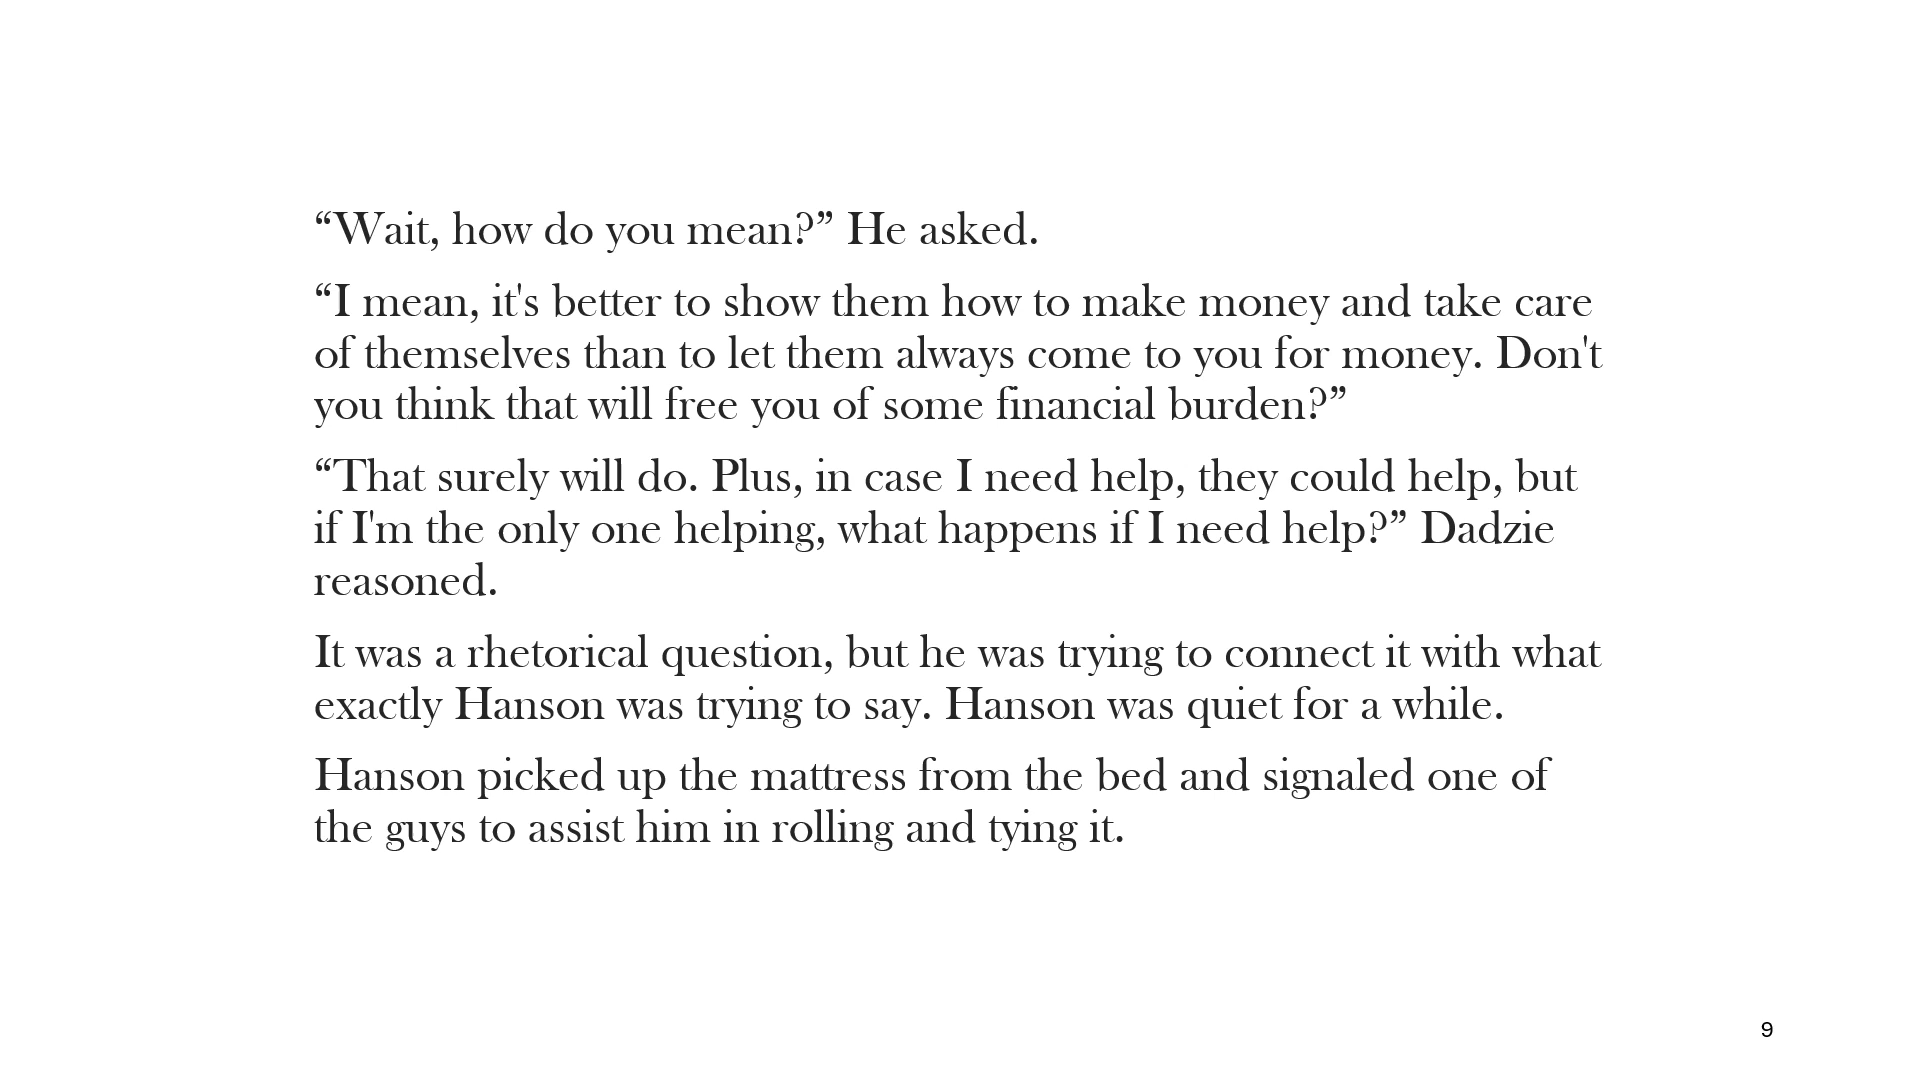 “Wait, how do you mean?” He asked.
“I mean, it's better to show them how to make money and take care
of themselves than to let them always come to you for money. Don't
you think that will free you of some financial burden?”
“That surely will do. Plus, in case I need help, they could help, but
if I'm the only one helping, what happens if I need help?” Dadzie
reasoned.
It was a rhetorical question, but he was trying to connect it with what
exactly Hanson was trying to say. Hanson was quiet for a while.
Hanson picked up the mattress from the bed and signaled one of
the guys to assist him in rolling and tying it.
9